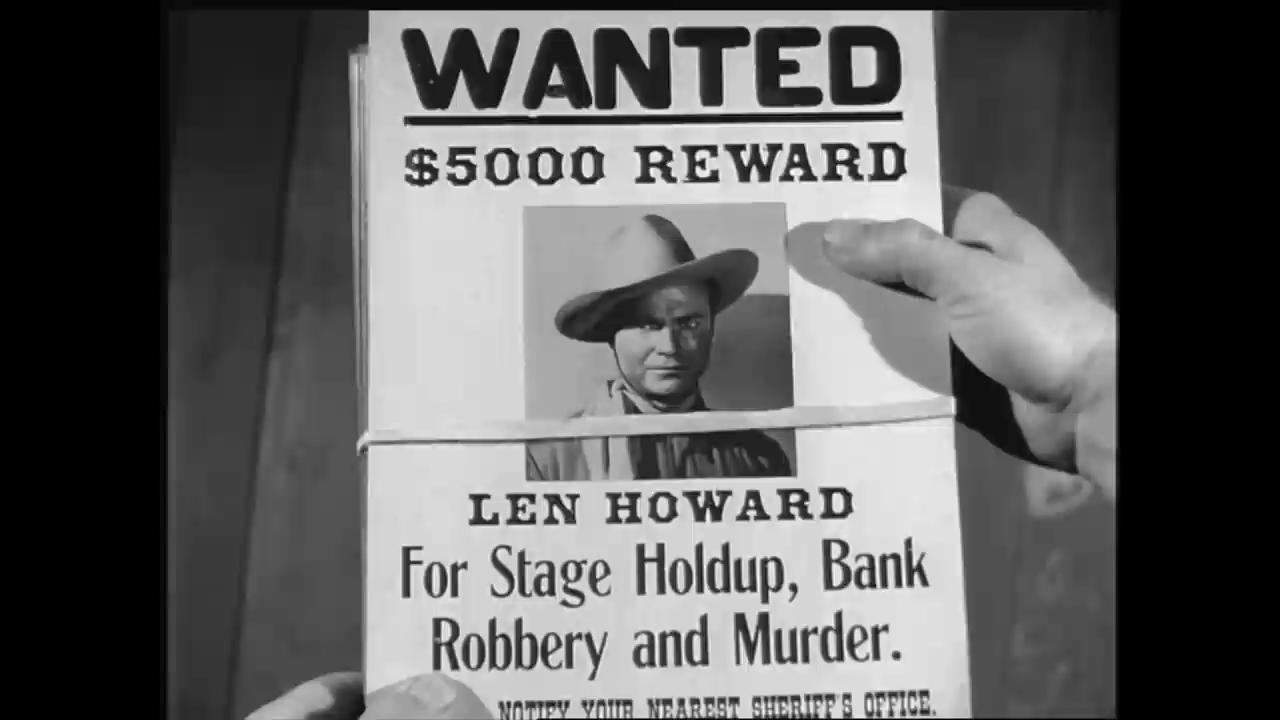 WANTED
$5000 REWARD
LEN HOWARD
For Stage Holdup, Bank
Robbery and Murder.
NOTIFY YOUR NEAREST SHERIFF'S OFFICE.